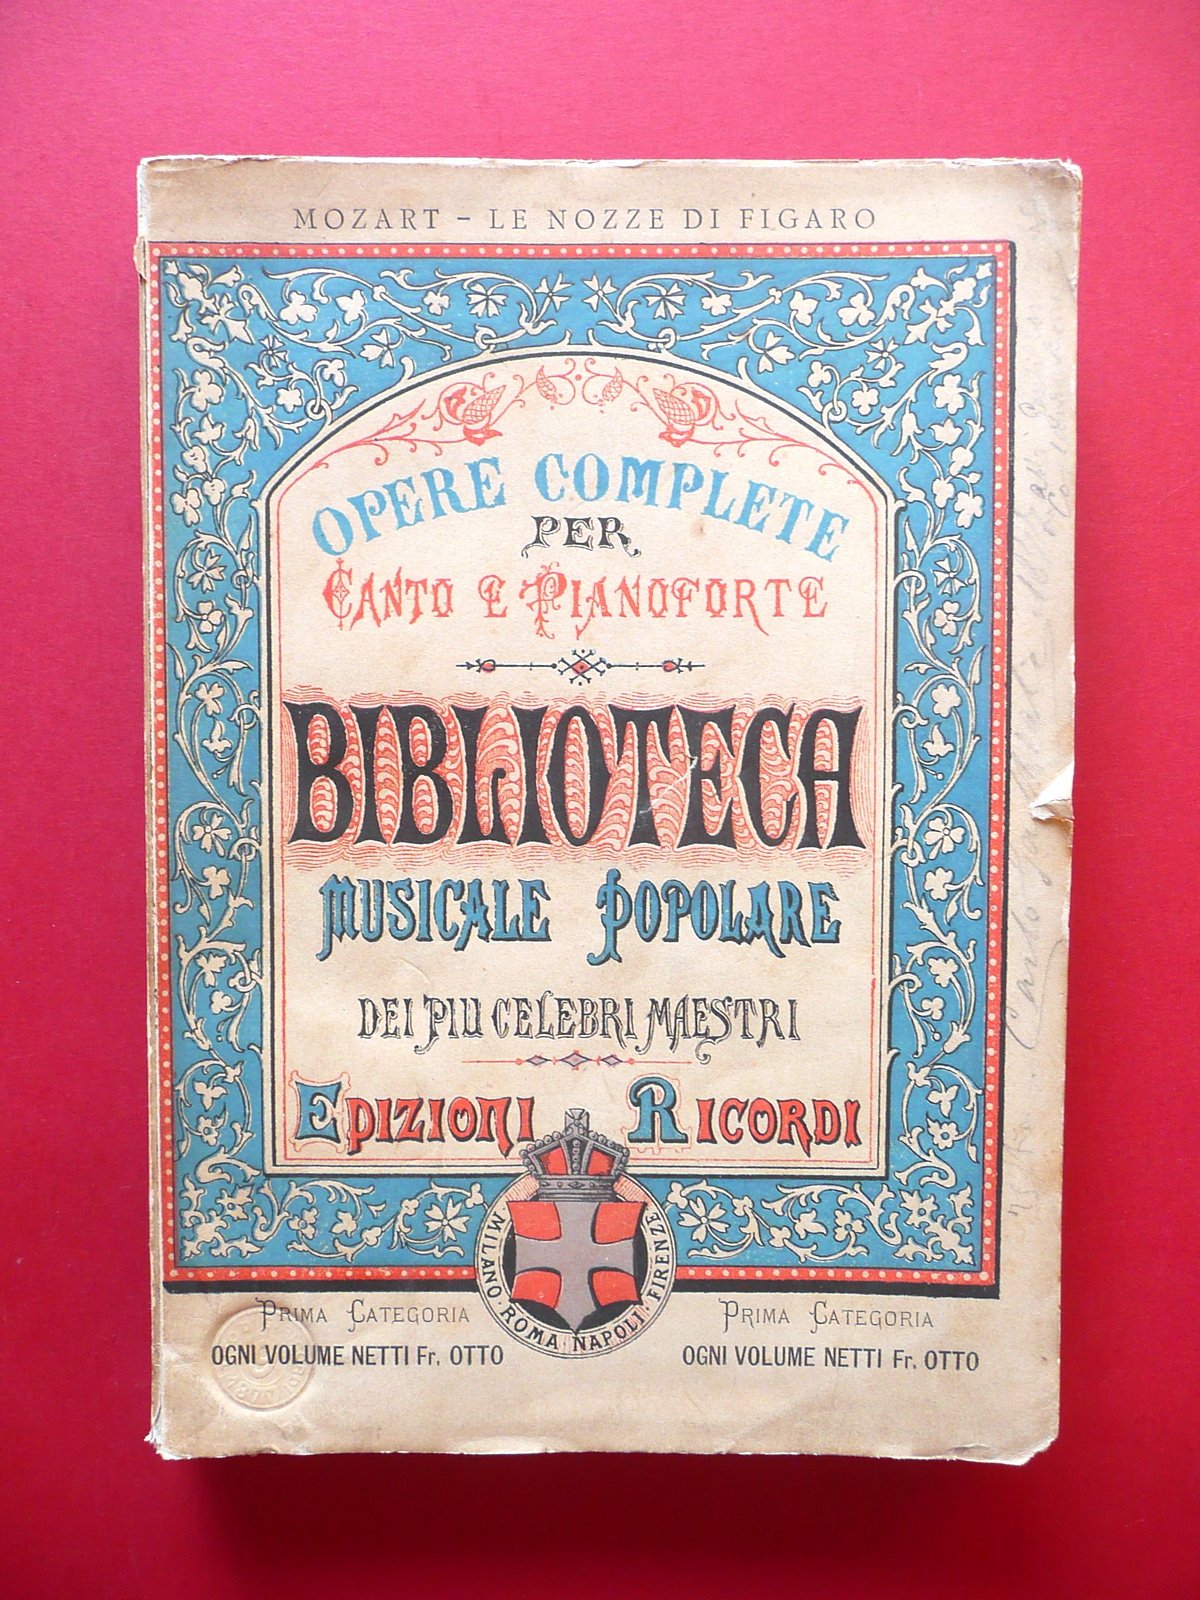 MOZART - LE NOZZE DI FIGARO
OPERE COMPLETE
PER
CANTO E PIANOFORTE
BIBLIOTECA
MUSICALE POPOLARE
DEI PIU CELEBRI MAESTRI
EDIZIONI RICORDI
MILANO · ROMA · NAPOLI · FIRENZE
PRIMA CATEGORIA
OGNI VOLUME NETTI Fr. OTTO
PRIMA CATEGORIA
OGNI VOLUME NETTI Fr. OTTO
Carlo